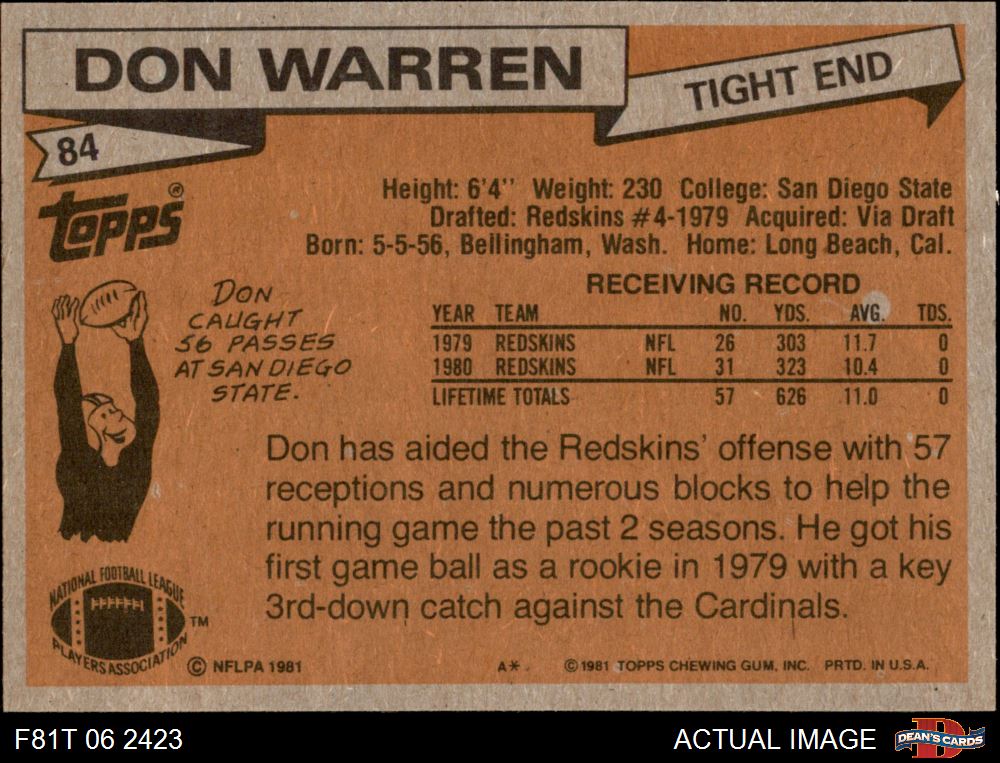 DON WARREN
TIGHT END
84
topps®
Height: 6'4" Weight: 230 College: San Diego State
Drafted: Redskins #4-1979 Acquired: Via Draft
Born: 5-5-56, Bellingham, Wash. Home: Long Beach, Cal.
DON
CAUGHT
56 PASSES
AT SAN DIEGO
STATE.
RECEIVING RECORD
YEAR TEAM NO. YDS. AVG. TDS.
1979 REDSKINS NFL 26 303 11.7 0
1980 REDSKINS NFL 31 323 10.4 0
LIFETIME TOTALS 57 626 11.0 0
Don has aided the Redskins' offense with 57
receptions and numerous blocks to help the
running game the past 2 seasons. He got his
first game ball as a rookie in 1979 with a key
3rd-down catch against the Cardinals.
NATIONAL FOOTBALL LEAGUE
PLAYERS ASSOCIATION
TM
© NFLPA 1981
A*
© 1981 TOPPS CHEWING GUM, INC. PRTD. IN U.S.A.
F81T 06 2423
ACTUAL IMAGE
D
DEAN'S CARDS